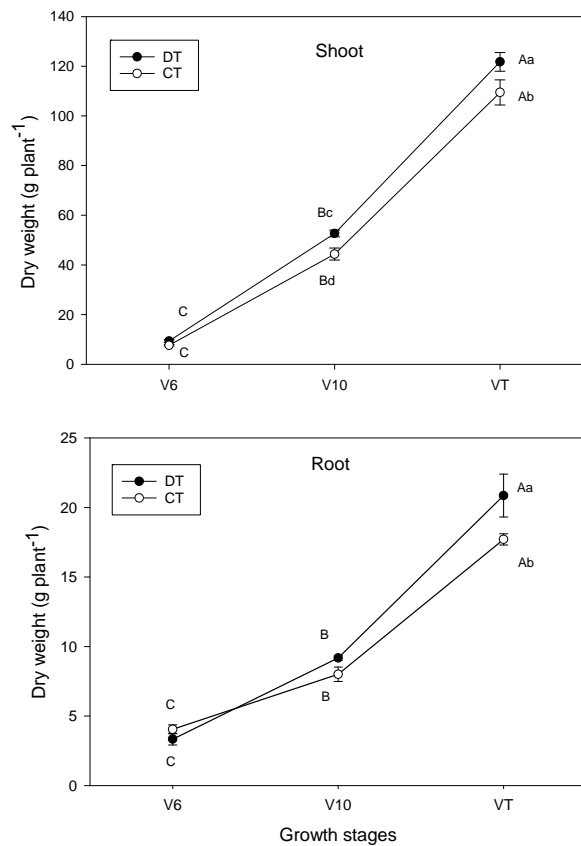 Shoot
DT
CT
Dry weight (g plant⁻¹)
140
120
100
80
60
40
20
0
Aa
Ab
Bc
Bd
C
C
V6
V10
VT
Root
DT
CT
Dry weight (g plant⁻¹)
25
20
15
10
5
0
Aa
Ab
B
B
C
C
V6
V10
VT
Growth stages